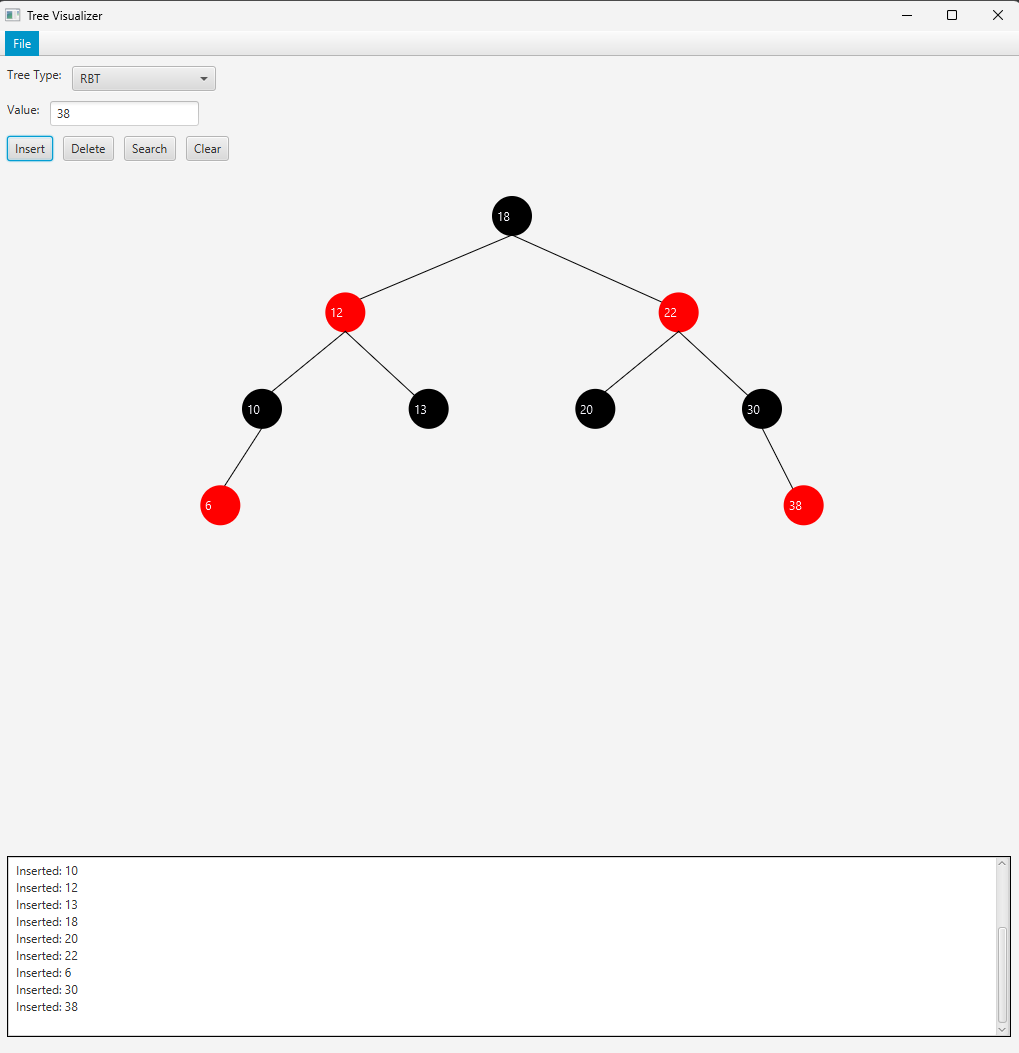 Tree Visualizer
File
Tree Type: RBT
Value: 38
Insert Delete Search Clear
18
12 22
10 13 20 30
6 38
Inserted: 10
Inserted: 12
Inserted: 13
Inserted: 18
Inserted: 20
Inserted: 22
Inserted: 6
Inserted: 30
Inserted: 38